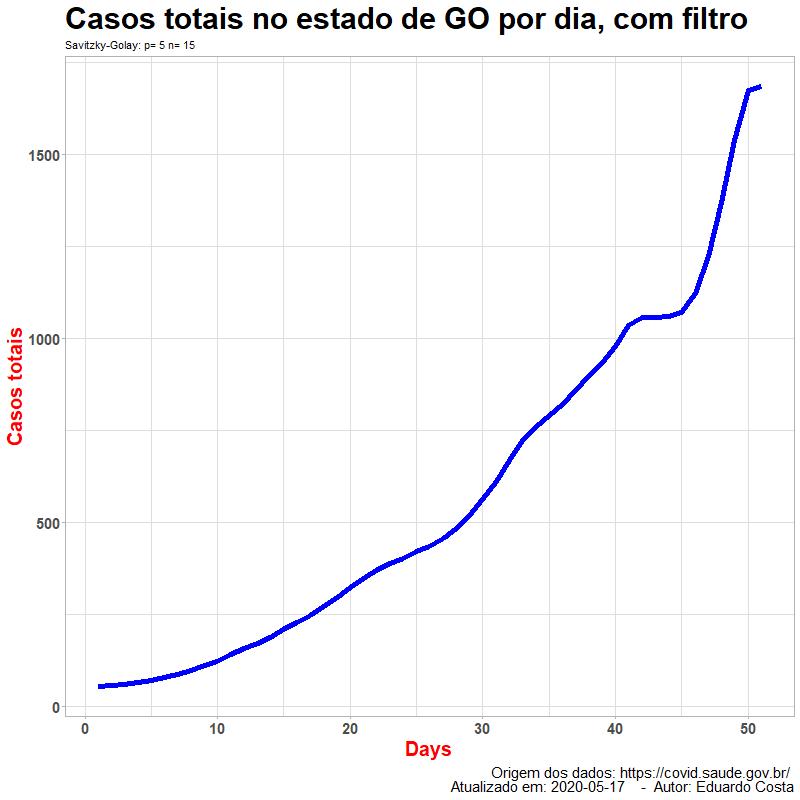 Casos totais no estado de GO por dia, com filtro
Savitzky-Golay: p= 5 n= 15
Casos totais
1500
1000
500
0
0 10 20 30 40 50
Days
Origem dos dados: https://covid.saude.gov.br/
Atualizado em: 2020-05-17 - Autor: Eduardo Costa